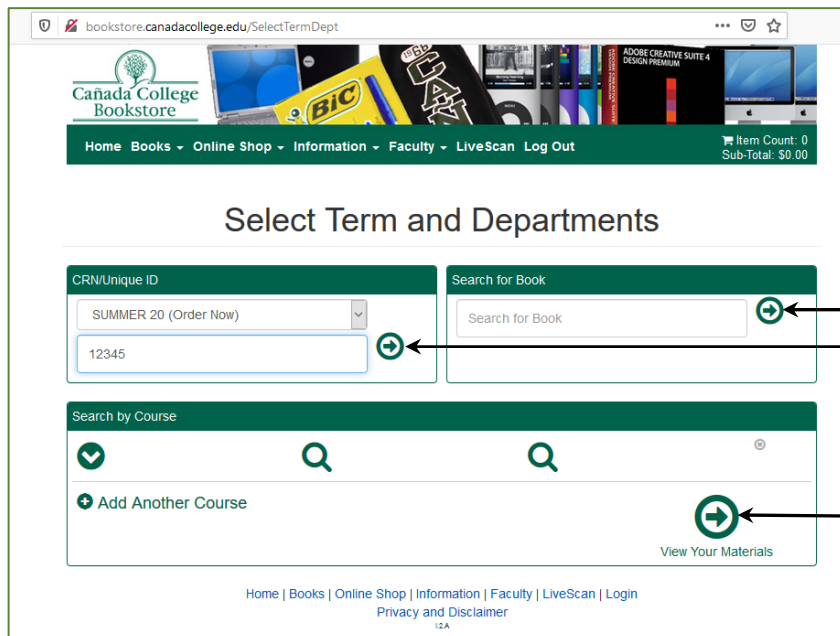 bookstore.canadacollege.edu/SelectTermDept
Cañada College
Bookstore
BiC
1966
CAN
ADOBE CREATIVE SUITE 4
DESIGN PREMIUM
Home Books Online Shop Information Faculty LiveScan Log Out
Item Count: 0
Sub-Total: $0.00
Select Term and Departments
CRN/Unique ID
Search for Book
SUMMER 20 (Order Now)
Search for Book
12345
Search by Course
Add Another Course
View Your Materials
Home | Books | Online Shop | Information | Faculty | LiveScan | Login
Privacy and Disclaimer